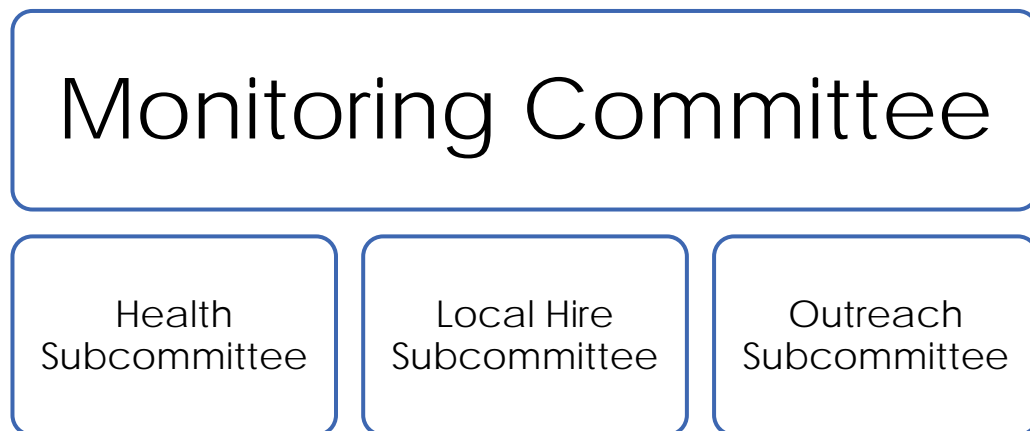 Monitoring Committee
Health
Subcommittee
Local Hire
Subcommittee
Outreach
Subcommittee